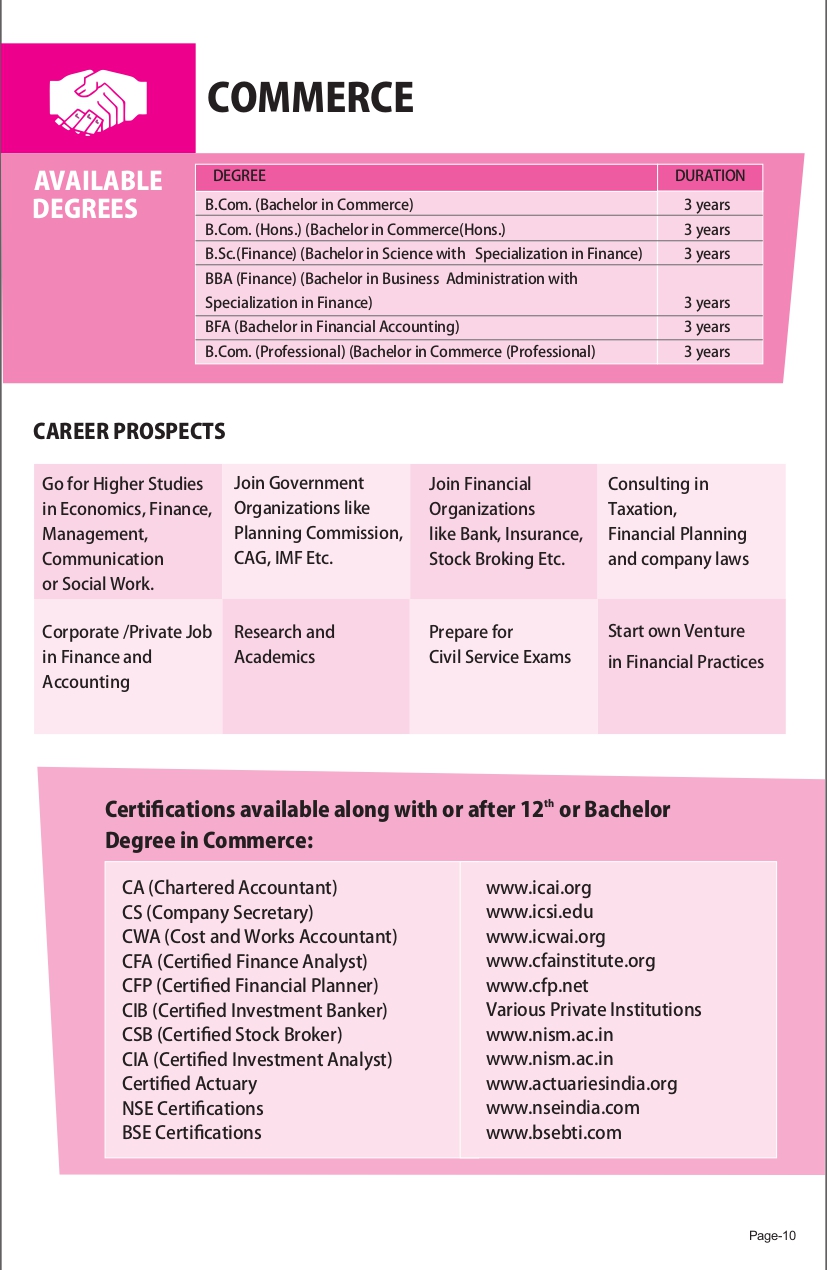 COMMERCE
AVAILABLE
DEGREES
DEGREE DURATION
B.Com. (Bachelor in Commerce) 3 years
B.Com. (Hons.) (Bachelor in Commerce(Hons.) 3 years
B.Sc.(Finance) (Bachelor in Science with Specialization in Finance) 3 years
BBA (Finance) (Bachelor in Business Administration with
Specialization in Finance) 3 years
BFA (Bachelor in Financial Accounting) 3 years
B.Com. (Professional) (Bachelor in Commerce (Professional) 3 years
CAREER PROSPECTS
Go for Higher Studies
in Economics, Finance,
Management,
Communication
or Social Work.
Join Government
Organizations like
Planning Commission,
CAG, IMF Etc.
Join Financial
Organizations
like Bank, Insurance,
Stock Broking Etc.
Consulting in
Taxation,
Financial Planning
and company laws
Corporate /Private Job
in Finance and
Accounting
Research and
Academics
Prepare for
Civil Service Exams
Start own Venture
in Financial Practices
Certifications available along with or after 12th or Bachelor
Degree in Commerce:
CA (Chartered Accountant) www.icai.org
CS (Company Secretary) www.icsi.edu
CWA (Cost and Works Accountant) www.icwai.org
CFA (Certified Finance Analyst) www.cfainstitute.org
CFP (Certified Financial Planner) www.cfp.net
CIB (Certified Investment Banker) Various Private Institutions
CSB (Certified Stock Broker) www.nism.ac.in
CIA (Certified Investment Analyst) www.nism.ac.in
Certified Actuary www.actuariesindia.org
NSE Certifications www.nseindia.com
BSE Certifications www.bsebti.com
Page-10